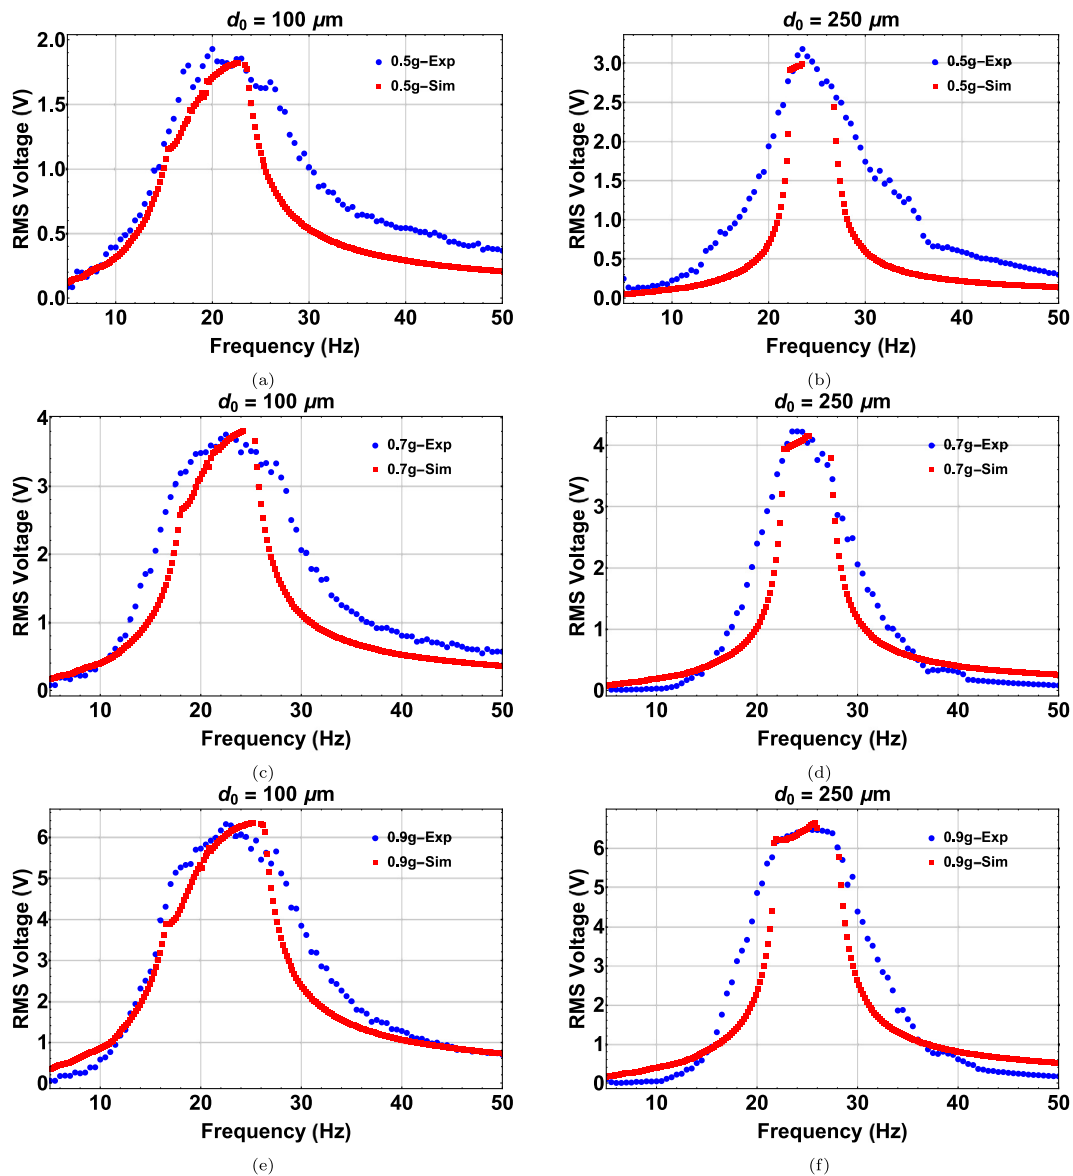 d₀ = 100 μm
RMS Voltage (V)
2.0
1.5
1.0
0.5
0.0
0.5g–Exp
0.5g–Sim
10 20 30 40 50
Frequency (Hz)
(a)
d₀ = 250 μm
RMS Voltage (V)
3.0
2.5
2.0
1.5
1.0
0.5
0.0
0.5g–Exp
0.5g–Sim
10 20 30 40 50
Frequency (Hz)
(b)
d₀ = 100 μm
RMS Voltage (V)
4
3
2
1
0
0.7g–Exp
0.7g–Sim
10 20 30 40 50
Frequency (Hz)
(c)
d₀ = 250 μm
RMS Voltage (V)
4
3
2
1
0
0.7g–Exp
0.7g–Sim
10 20 30 40 50
Frequency (Hz)
(d)
d₀ = 100 μm
RMS Voltage (V)
6
5
4
3
2
1
0
0.9g–Exp
0.9g–Sim
10 20 30 40 50
Frequency (Hz)
(e)
d₀ = 250 μm
RMS Voltage (V)
6
5
4
3
2
1
0
0.9g–Exp
0.9g–Sim
10 20 30 40 50
Frequency (Hz)
(f)